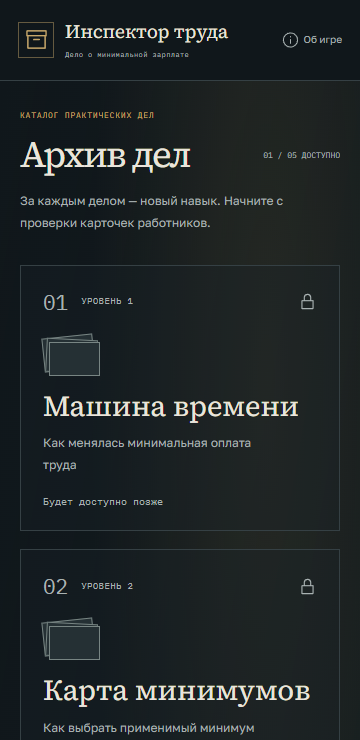 Инспектор труда
Дело о минимальной зарплате
Об игре
КАТАЛОГ ПРАКТИЧЕСКИХ ДЕЛ
Архив дел
01 / 05 ДОСТУПНО
За каждым делом — новый навык. Начните с
проверки карточек работников.
01 УРОВЕНЬ 1
Машина времени
Как менялась минимальная оплата
труда
Будет доступно позже
02 УРОВЕНЬ 2
Карта минимумов
Как выбрать применимый минимум